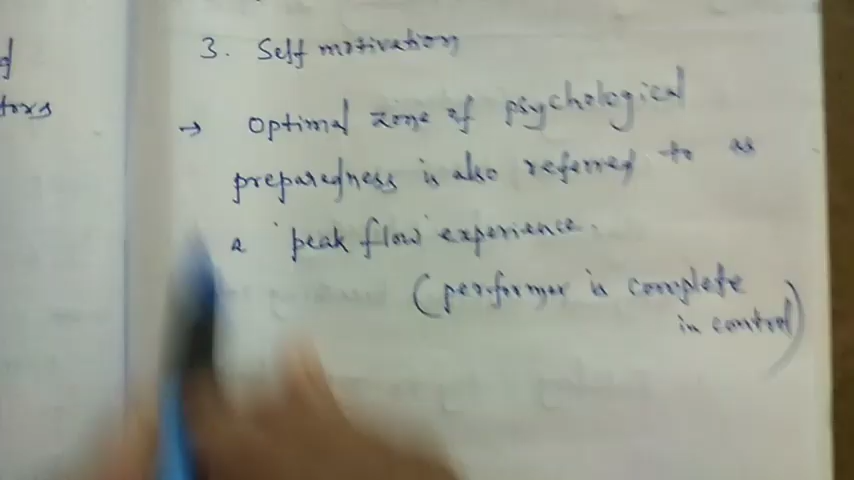 3. Self motivation
→ Optimal zone of psychological
preparedness is also referred to as
a 'peak flow' experience.
(performer is complete
in control)